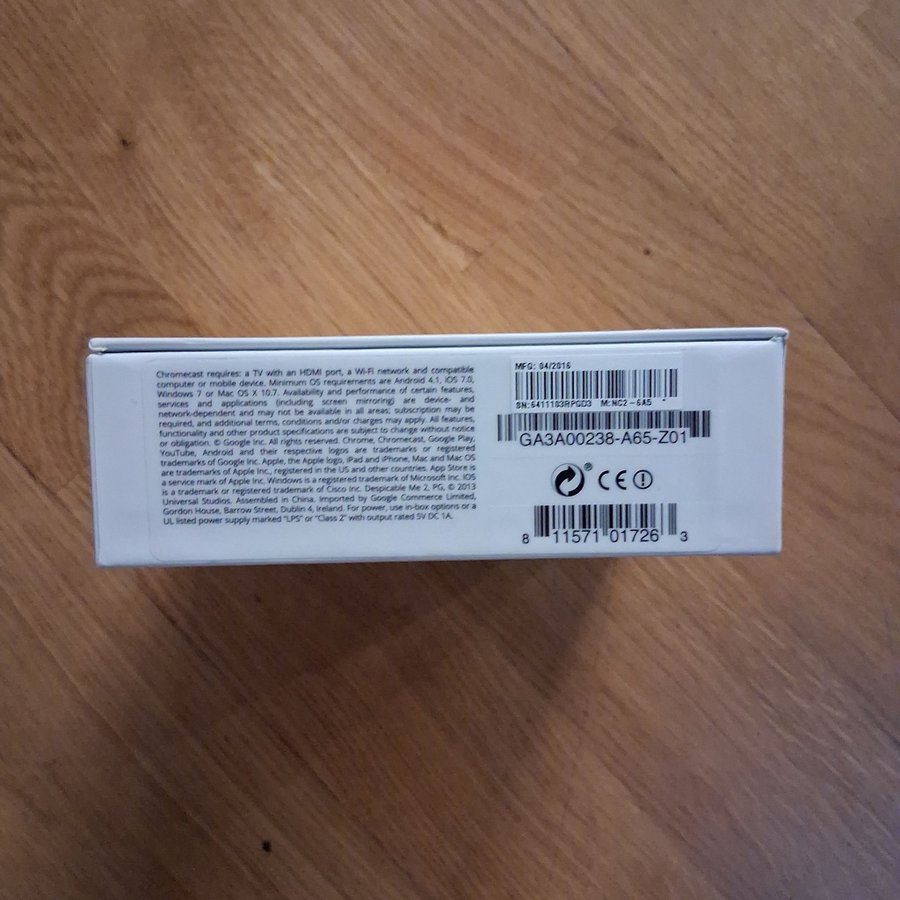 Chromecast requires: a TV with an HDMI port, a Wi-Fi network and compatible
computer or mobile device. Minimum OS requirements are Android 4.1, iOS 7.0,
Windows 7 or Mac OS X 10.7. Availability and performance of certain features,
services and applications (including screen mirroring) are device- and
network-dependent and may not be available in all areas; subscription may be
required, and additional terms, conditions and/or charges may apply. All features,
functionality and other product specifications are subject to change without notice
or obligation. © Google Inc. All rights reserved. Chrome, Chromecast, Google Play,
YouTube, Android and their respective logos are trademarks or registered
trademarks of Google Inc. Apple, the Apple logo, iPad and iPhone, Mac and Mac OS
are trademarks of Apple Inc., registered in the US and other countries. App Store is
a service mark of Apple Inc. Windows is a registered trademark of Microsoft Inc. IOS
is a trademark or registered trademark of Cisco Inc. Despicable Me 2, PG, © 2013
Universal Studios. Assembled in China. Imported by Google Commerce Limited,
Gordon House, Barrow Street, Dublin 4, Ireland. For power, use in-box options or a
UL listed power supply marked "LPS" or "Class 2" with output rated 5V DC 1A.
MFG: 04/2016
SN:6411103RPGD3 M:NC2-6A5
GA3A00238-A65-Z01
® CE
8 11571 01726 3